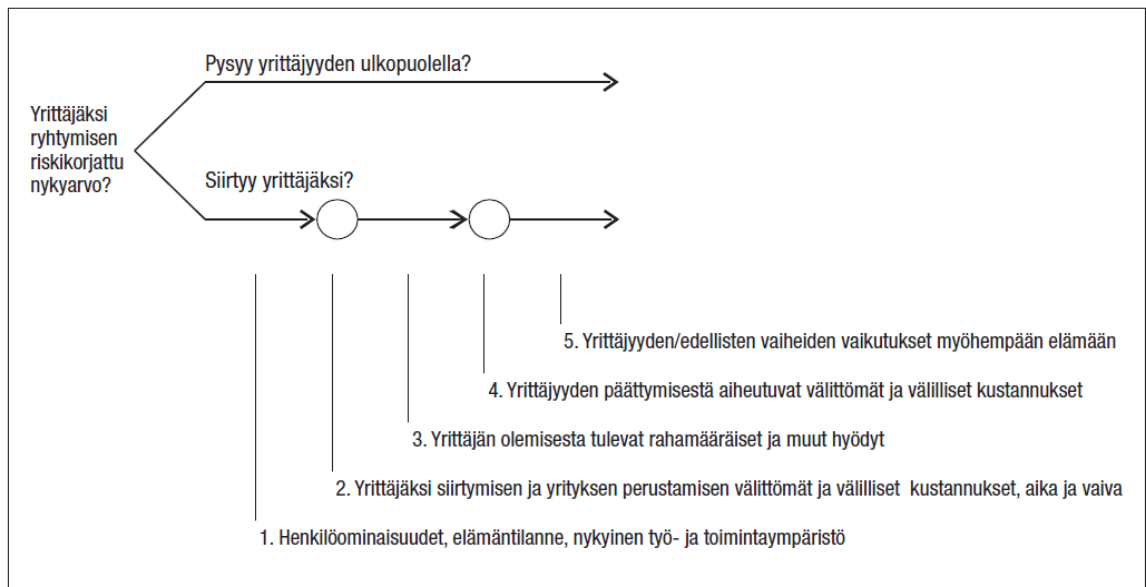 Pysyy yrittäjyyden ulkopuolella?
Yrittäjäksi
ryhtymisen
riskikorjattu
nykyarvo?
Siirtyy yrittäjäksi?
5. Yrittäjyyden/edellisten vaiheiden vaikutukset myöhempään elämään
4. Yrittäjyyden päättymisestä aiheutuvat välittömät ja välilliset kustannukset
3. Yrittäjän olemisesta tulevat rahamääräiset ja muut hyödyt
2. Yrittäjäksi siirtymisen ja yrityksen perustamisen välittömät ja välilliset kustannukset, aika ja vaiva
1. Henkilöominaisuudet, elämäntilanne, nykyinen työ- ja toimintaympäristö